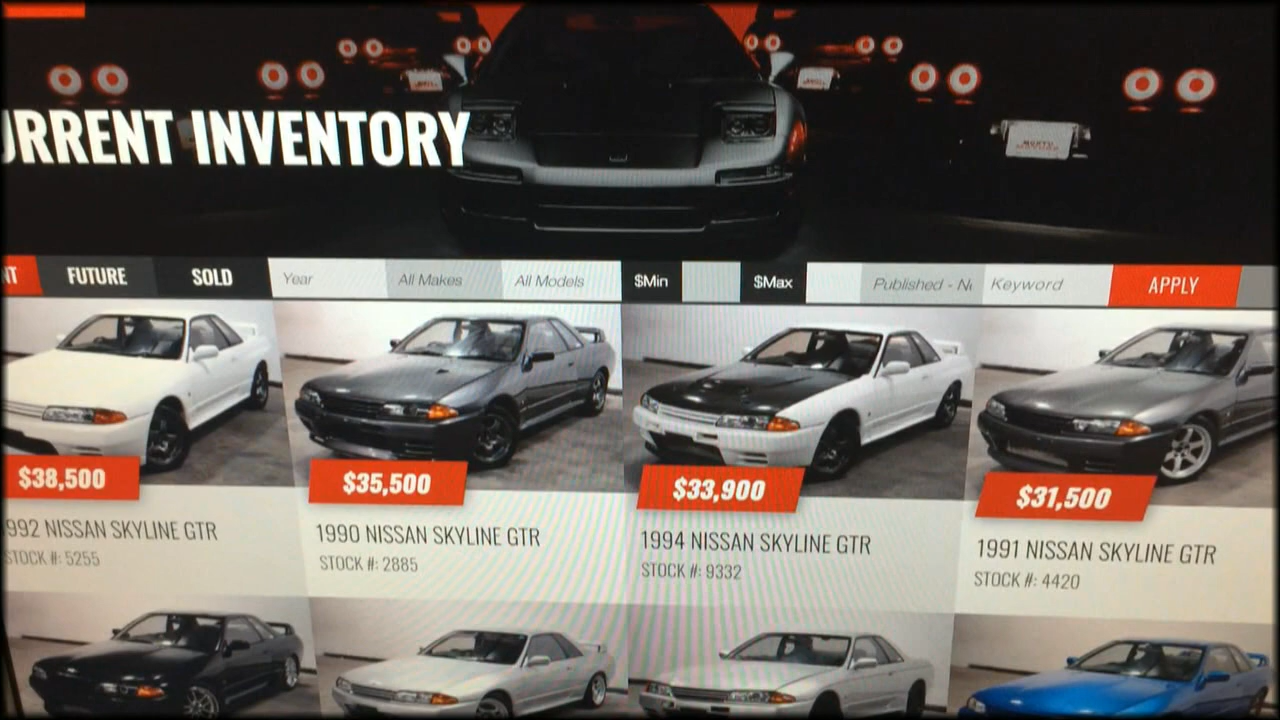 URRENT INVENTORY
NT FUTURE SOLD Year All Makes All Models $Min $Max Published - Ne Keyword APPLY
$38,500 $35,500 $33,900 $31,500
992 NISSAN SKYLINE GTR 1990 NISSAN SKYLINE GTR 1994 NISSAN SKYLINE GTR 1991 NISSAN SKYLINE GTR
STOCK #: 5255 STOCK #: 2885 STOCK #: 9332 STOCK #: 4420